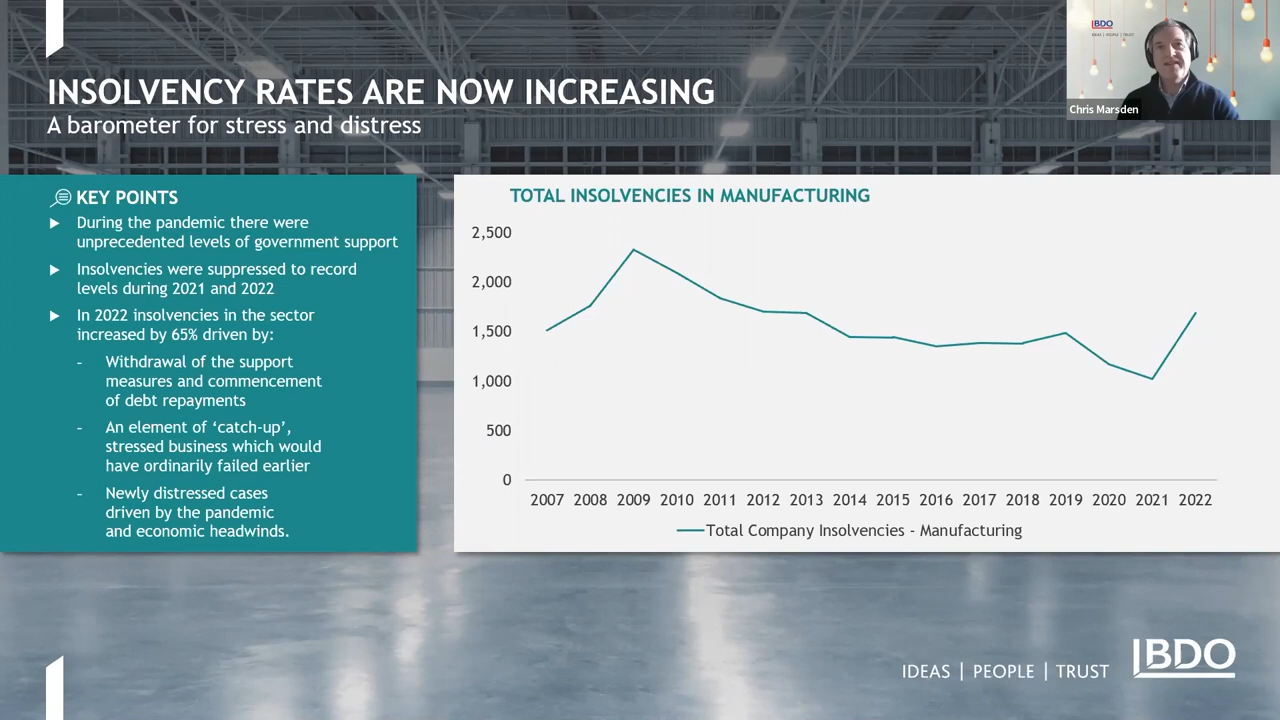 INSOLVENCY RATES ARE NOW INCREASING
A barometer for stress and distress
BDO
IDEAS | PEOPLE | TRUST
Chris Marsden
KEY POINTS
During the pandemic there were
unprecedented levels of government support
Insolvencies were suppressed to record
levels during 2021 and 2022
In 2022 insolvencies in the sector
increased by 65% driven by:
- Withdrawal of the support
measures and commencement
of debt repayments
- An element of ‘catch-up’,
stressed business which would
have ordinarily failed earlier
- Newly distressed cases
driven by the pandemic
and economic headwinds.
TOTAL INSOLVENCIES IN MANUFACTURING
2,500
2,000
1,500
1,000
500
0
2007 2008 2009 2010 2011 2012 2013 2014 2015 2016 2017 2018 2019 2020 2021 2022
Total Company Insolvencies - Manufacturing
IDEAS | PEOPLE | TRUST
BDO